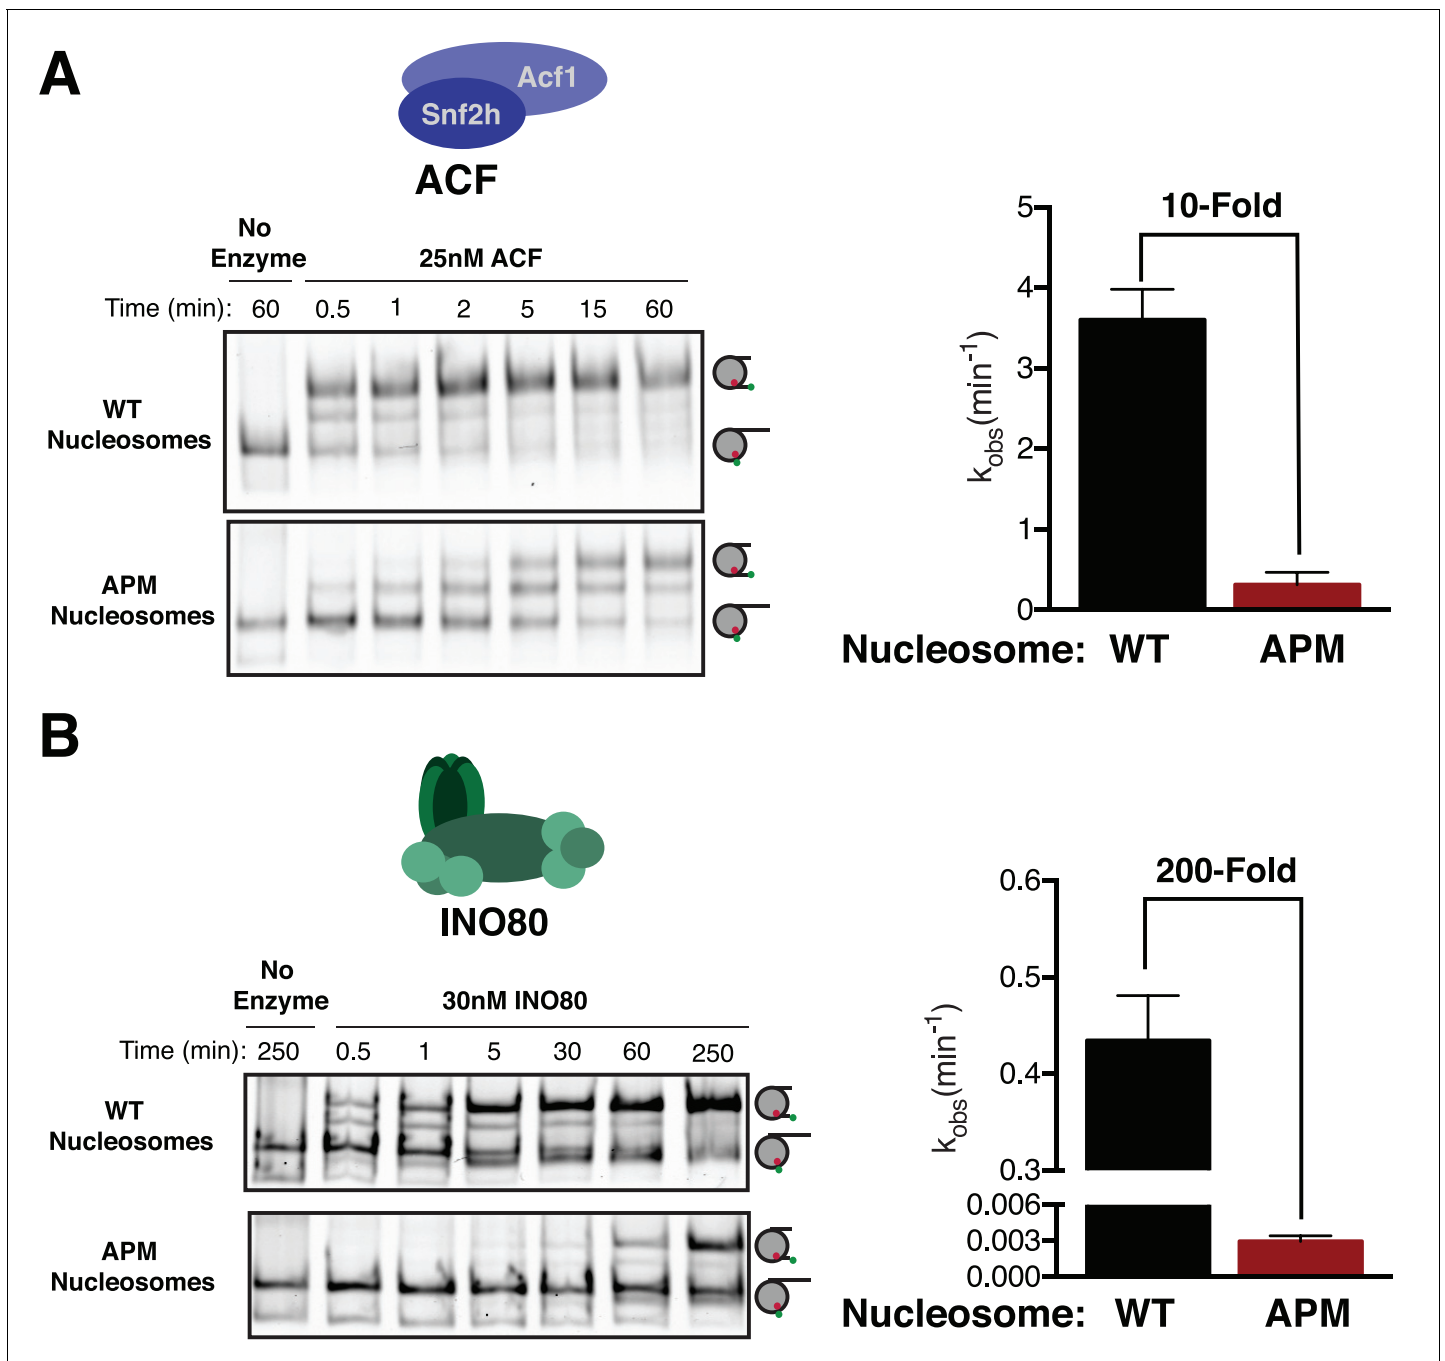 A
Acf1
Snf2h
ACF
No
Enzyme
25nM ACF
Time (min): 60 0.5 1 2 5 15 60
WT
Nucleosomes
APM
Nucleosomes
10-Fold
5
4
3
2
1
0
kobs(min-1)
Nucleosome: WT APM
B
INO80
No
Enzyme
30nM INO80
Time (min): 250 0.5 1 5 30 60 250
WT
Nucleosomes
APM
Nucleosomes
200-Fold
0.6
0.5
0.4
0.3
0.006
0.003
0.000
kobs(min-1)
Nucleosome: WT APM